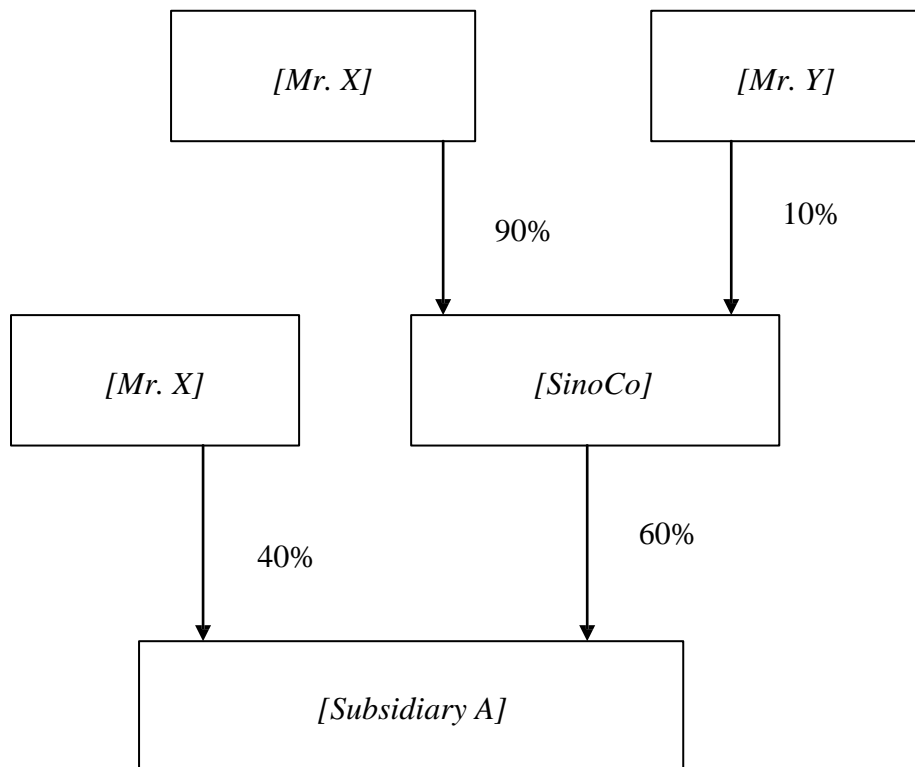 [Mr. X]
[Mr. Y]
90%
10%
[Mr. X]
[SinoCo]
40%
60%
[Subsidiary A]